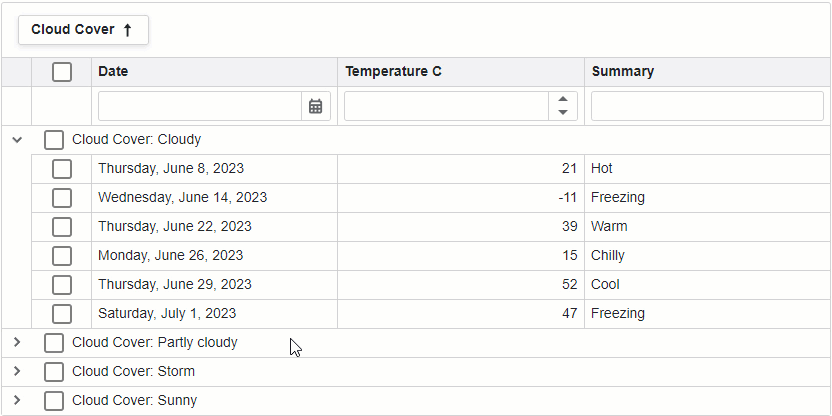 Cloud Cover ↑
Date Temperature C Summary
Cloud Cover: Cloudy
Thursday, June 8, 2023 21 Hot
Wednesday, June 14, 2023 -11 Freezing
Thursday, June 22, 2023 39 Warm
Monday, June 26, 2023 15 Chilly
Thursday, June 29, 2023 52 Cool
Saturday, July 1, 2023 47 Freezing
Cloud Cover: Partly cloudy
Cloud Cover: Storm
Cloud Cover: Sunny